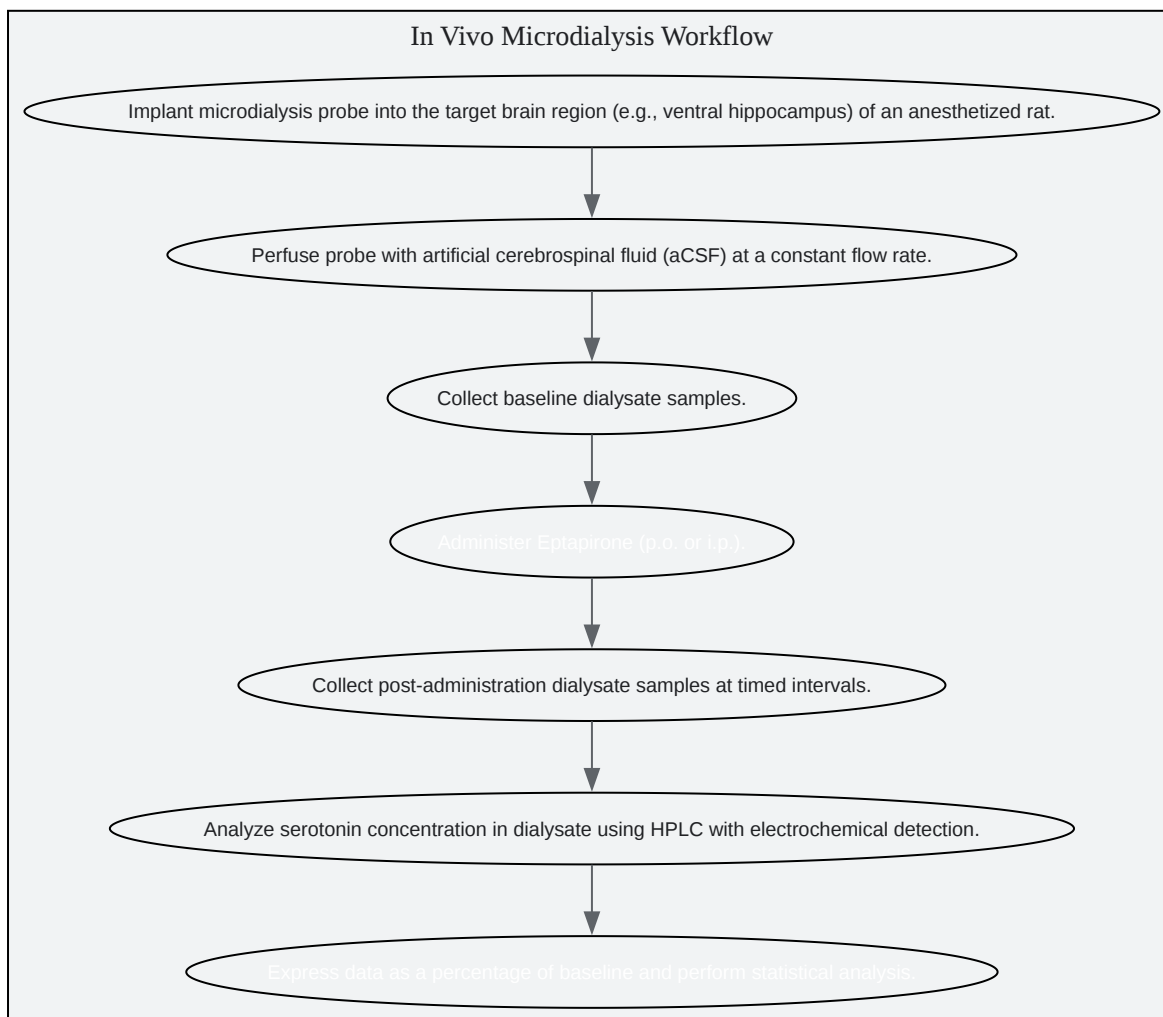 In Vivo Microdialysis Workflow
Implant microdialysis probe into the target brain region (e.g., ventral hippocampus) of an anesthetized rat.
Perfuse probe with artificial cerebrospinal fluid (aCSF) at a constant flow rate.
Collect baseline dialysate samples.
Administer Eptapirone (p.o. or i.p.).
Collect post-administration dialysate samples at timed intervals.
Analyze serotonin concentration in dialysate using HPLC with electrochemical detection.
Express data as a percentage of baseline and perform statistical analysis.